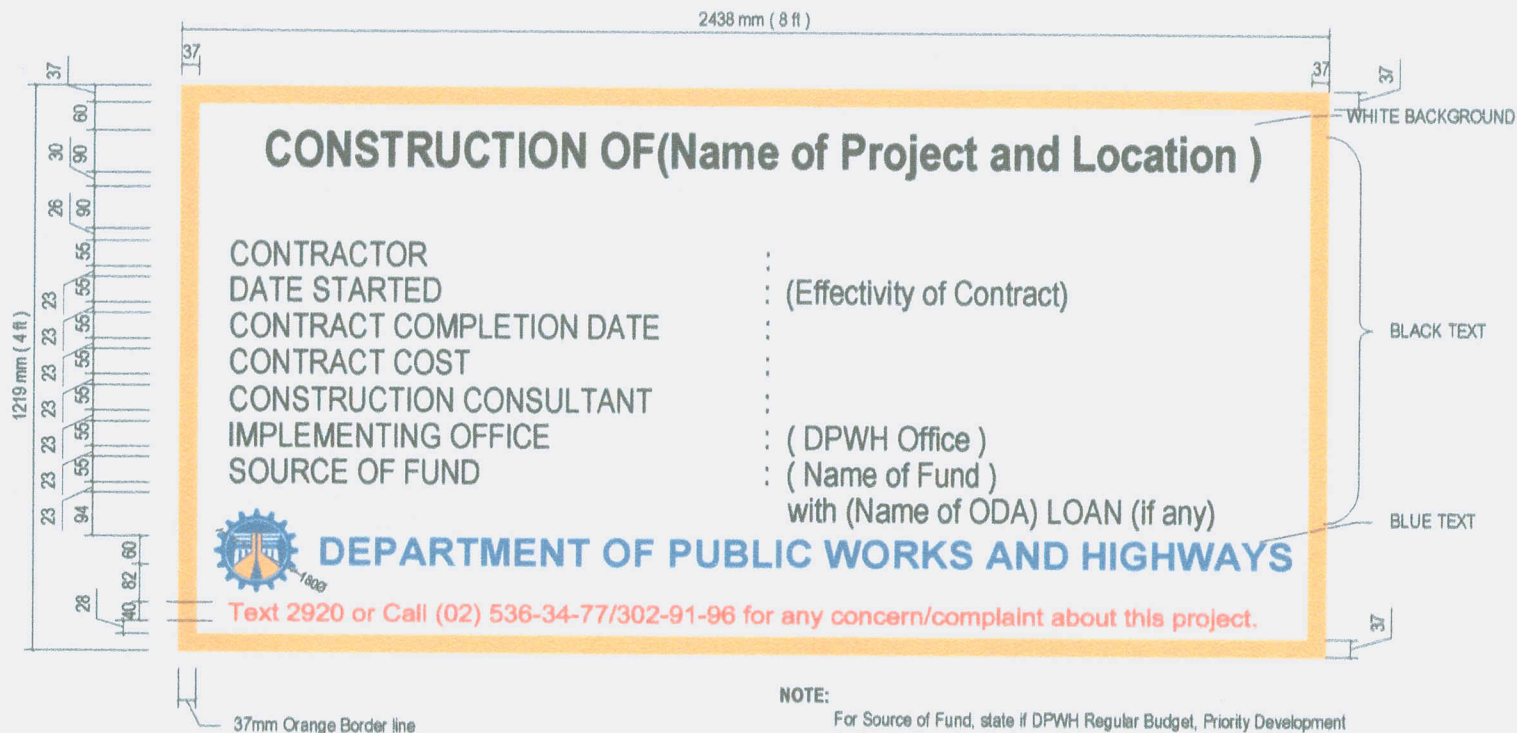 2438 mm ( 8 ft )
37
37
37
37
WHITE BACKGROUND
CONSTRUCTION OF(Name of Project and Location )
60
30
90
26
90
CONTRACTOR :
DATE STARTED : (Effectivity of Contract)
CONTRACT COMPLETION DATE :
CONTRACT COST :
CONSTRUCTION CONSULTANT :
IMPLEMENTING OFFICE : ( DPWH Office )
SOURCE OF FUND : ( Name of Fund )
with (Name of ODA) LOAN (if any)
BLACK TEXT
55
23
55
23
55
23
55
23
55
23
55
23
55
23
94
1219 mm ( 4 ft )
DEPARTMENT OF PUBLIC WORKS AND HIGHWAYS
BLUE TEXT
60
82
28
40
Text 2920 or Call (02) 536-34-77/302-91-96 for any concern/complaint about this project.
37
37mm Orange Border line
NOTE:
For Source of Fund, state if DPWH Regular Budget, Priority Development